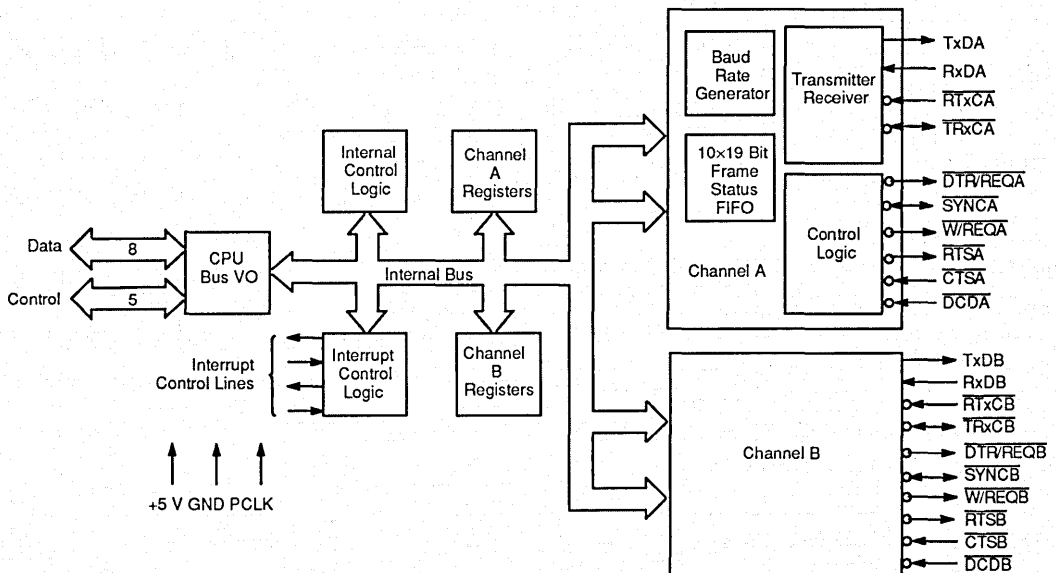 Baud
Rate
Generator
Transmitter
Receiver
TxDA
RxDA
RTxCA
TRxCA
10×19 Bit
Frame
Status
FIFO
Control
Logic
Channel A
DTR/REQA
SYNCA
W/REQA
RTSA
CTSA
DCDA
Internal
Control
Logic
Channel
A
Registers
Data
8
Control
5
CPU
Bus VO
Internal Bus
Interrupt
Control Lines
Interrupt
Control
Logic
Channel
B
Registers
+5 V GND PCLK
Channel B
TxDB
RxDB
RTxCB
TRxCB
DTR/REQB
SYNCB
W/REQB
RTSB
CTSB
DCDB